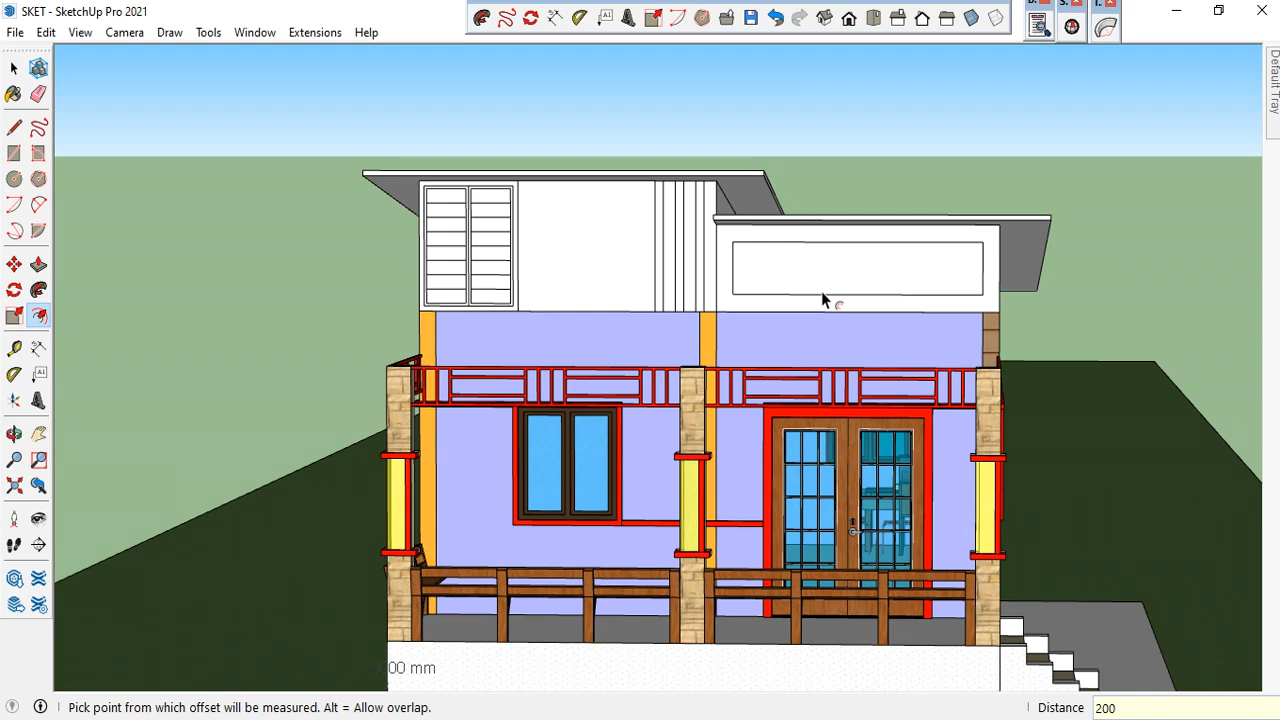 SKET - SketchUp Pro 2021
File Edit View Camera Draw Tools Window Extensions Help
Default Tray
00 mm
Pick point from which offset will be measured. Alt = Allow overlap.
Distance 200